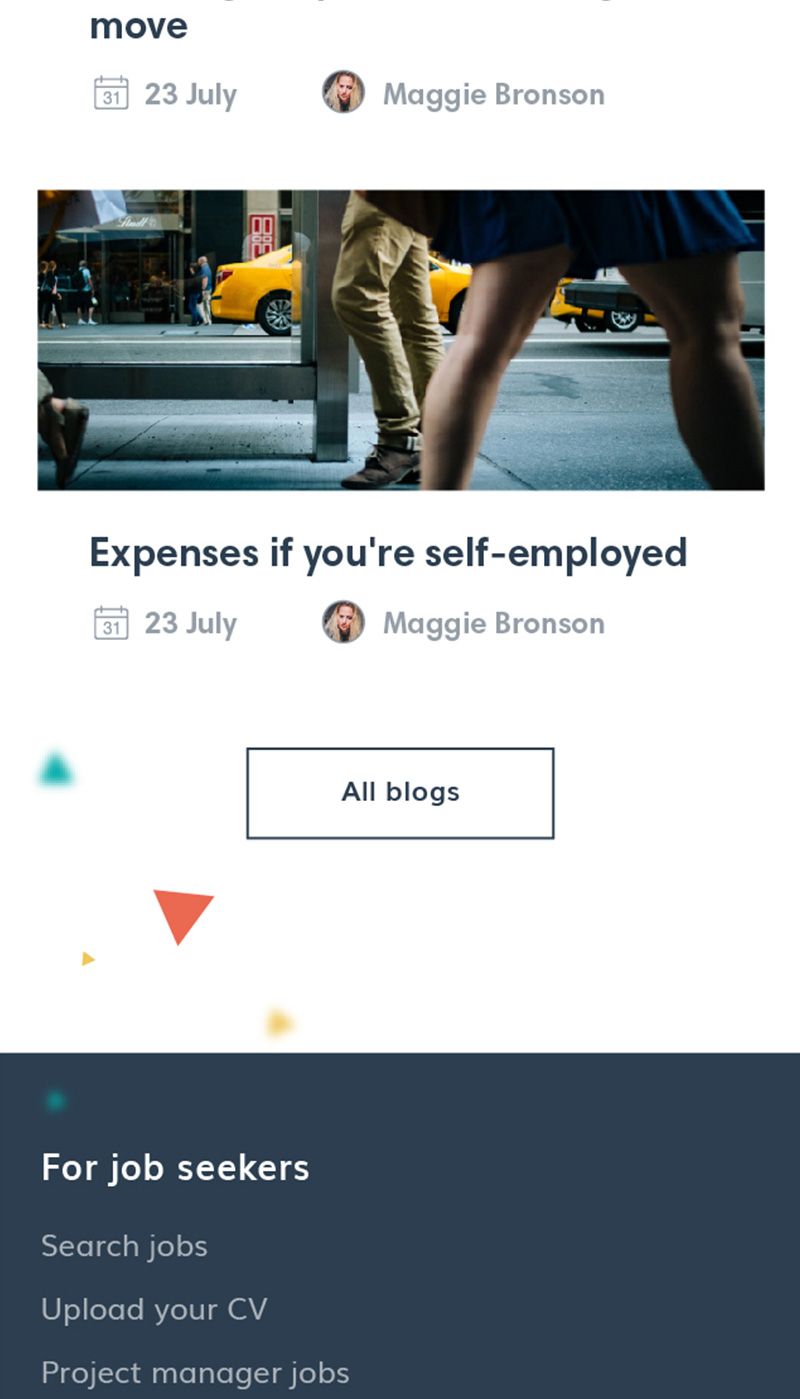 move
31 23 July Maggie Bronson
Lindt
Expenses if you're self-employed
31 23 July Maggie Bronson
All blogs
For job seekers
Search jobs
Upload your CV
Project manager jobs